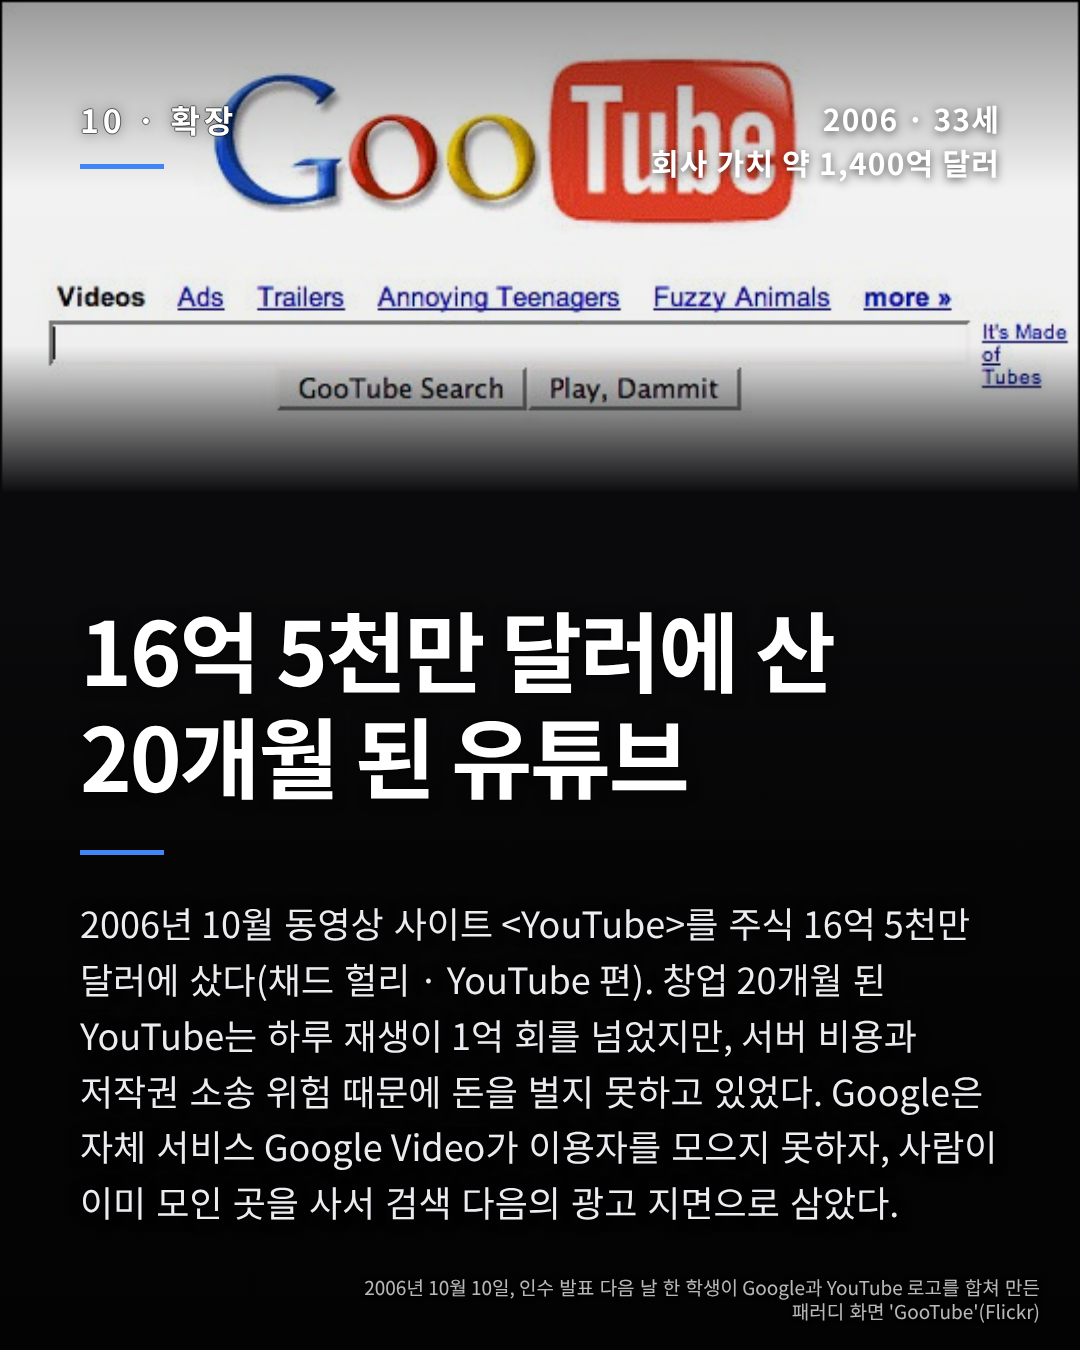 10 · 확장
2006 · 33세
회사 가치 약 1,400억 달러
GooTube
Videos Ads Trailers Annoying Teenagers Fuzzy Animals more »
It's Made
of
Tubes
GooTube Search Play, Dammit
16억 5천만 달러에 산
20개월 된 유튜브
2006년 10월 동영상 사이트 <YouTube>를 주식 16억 5천만
달러에 샀다(채드 헐리 · YouTube 편). 창업 20개월 된
YouTube는 하루 재생이 1억 회를 넘었지만, 서버 비용과
저작권 소송 위험 때문에 돈을 벌지 못하고 있었다. Google은
자체 서비스 Google Video가 이용자를 모으지 못하자, 사람이
이미 모인 곳을 사서 검색 다음의 광고 지면으로 삼았다.
2006년 10월 10일, 인수 발표 다음 날 한 학생이 Google과 YouTube 로고를 합쳐 만든
패러디 화면 'GooTube'(Flickr)